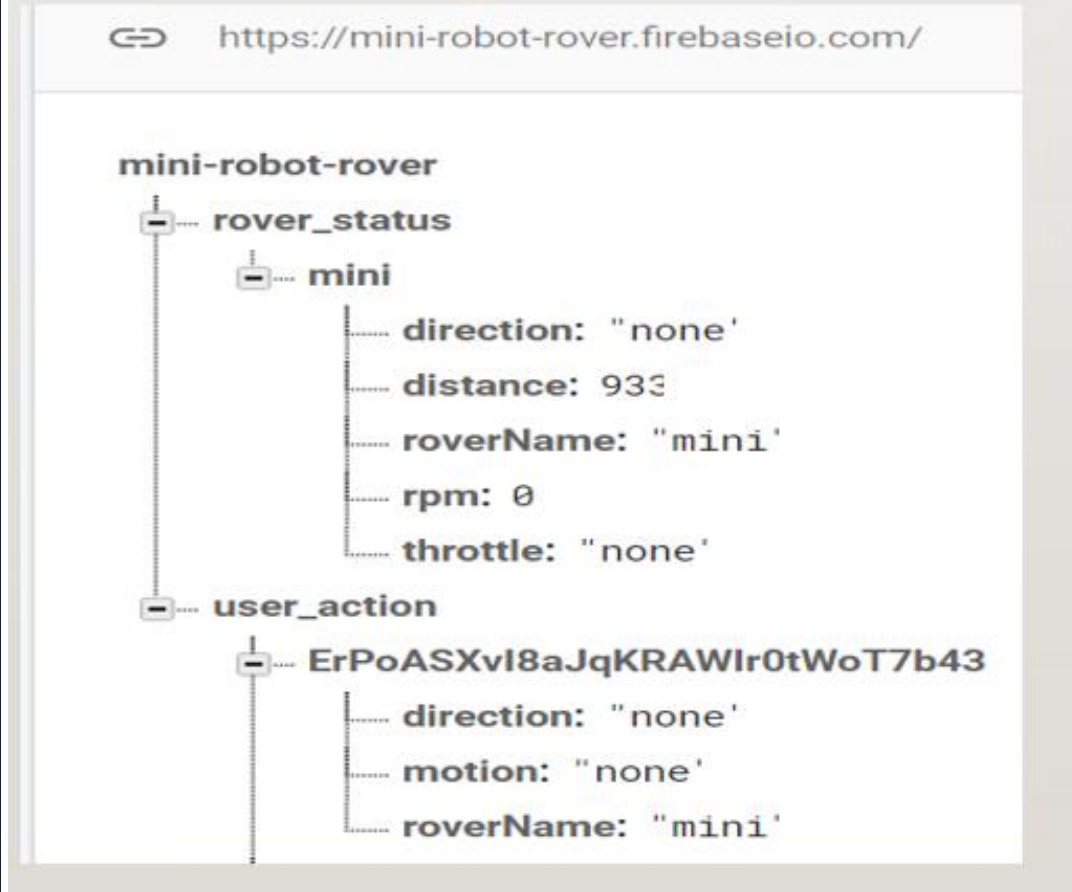 https://mini-robot-rover.firebaseio.com/
mini-robot-rover
rover_status
mini
direction: "none'
distance: 933
roverName: "mini'
rpm: 0
throttle: "none'
user_action
ErPoASXvI8aJqKRAWIr0tWoT7b43
direction: "none'
motion: "none'
roverName: "mini'